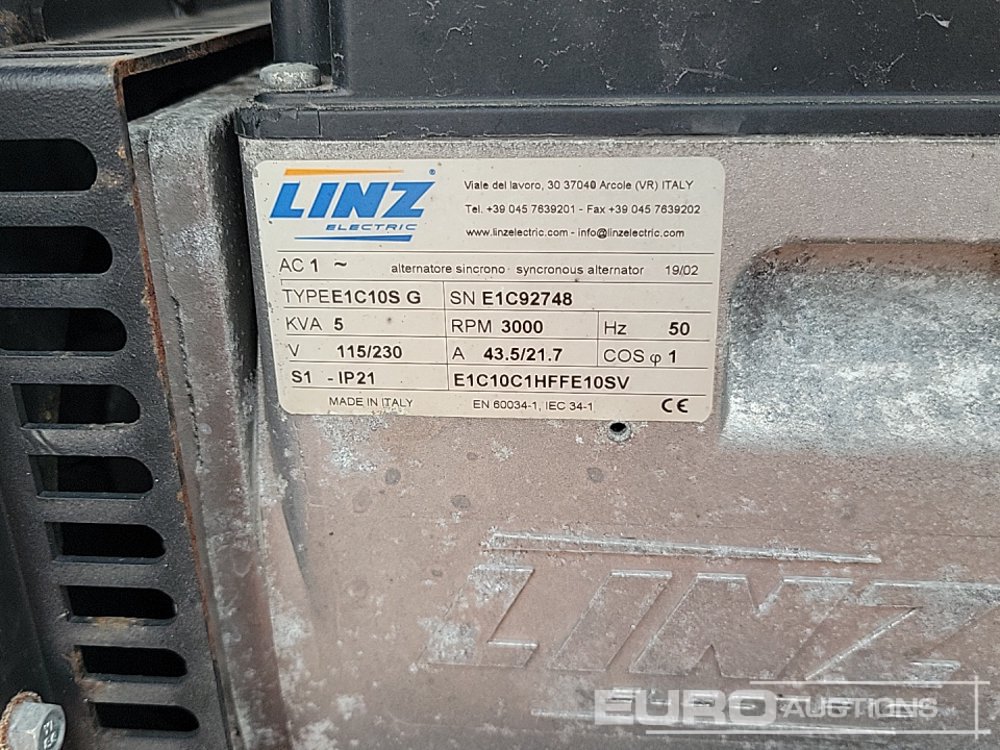 LINZ®
ELECTRIC
Viale del lavoro, 30 37040 Arcole (VR) ITALY
Tel. +39 045 7639201 - Fax +39 045 7639202
www.linzelectric.com - info@linzelectric.com
AC 1 ~ alternatore sincrono - syncronous alternator 19/02
TYPE E1C10S G SN E1C92748
KVA 5 RPM 3000 Hz 50
V 115/230 A 43.5/21.7 COS φ 1
S1 - IP21 E1C10C1HFFE10SV
MADE IN ITALY EN 60034-1, IEC 34-1 CE
LINZ
EURO AUCTIONS